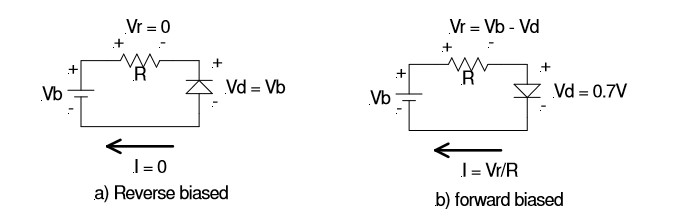 Vr = 0
+ -
R
+
Vb
-
+
Vd = Vb
-
I = 0
a) Reverse biased
Vr = Vb - Vd
+ -
R
+
Vb
-
+
Vd = 0.7V
-
I = Vr/R
b) forward biased